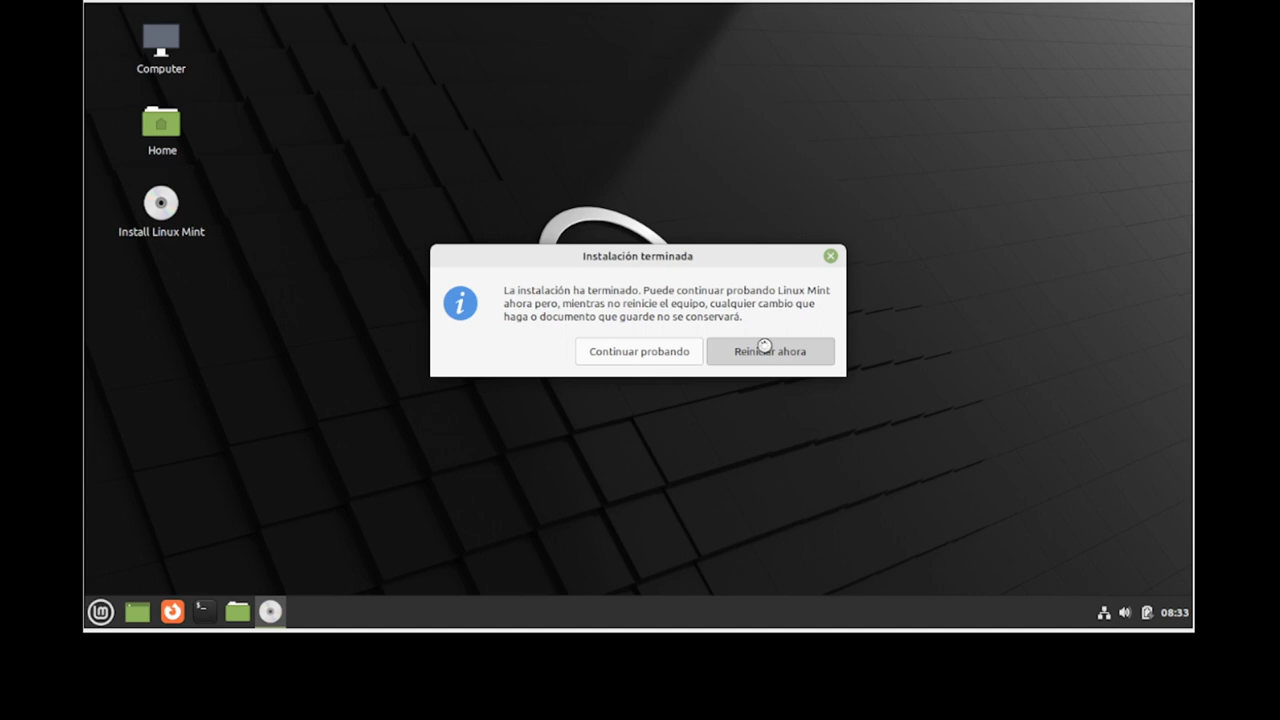 Computer
Home
Install Linux Mint
Instalación terminada
La instalación ha terminado. Puede continuar probando Linux Mint
ahora pero, mientras no reinicie el equipo, cualquier cambio que
haga o documento que guarde no se conservará.
Continuar probando
Reiniciar ahora
08:33